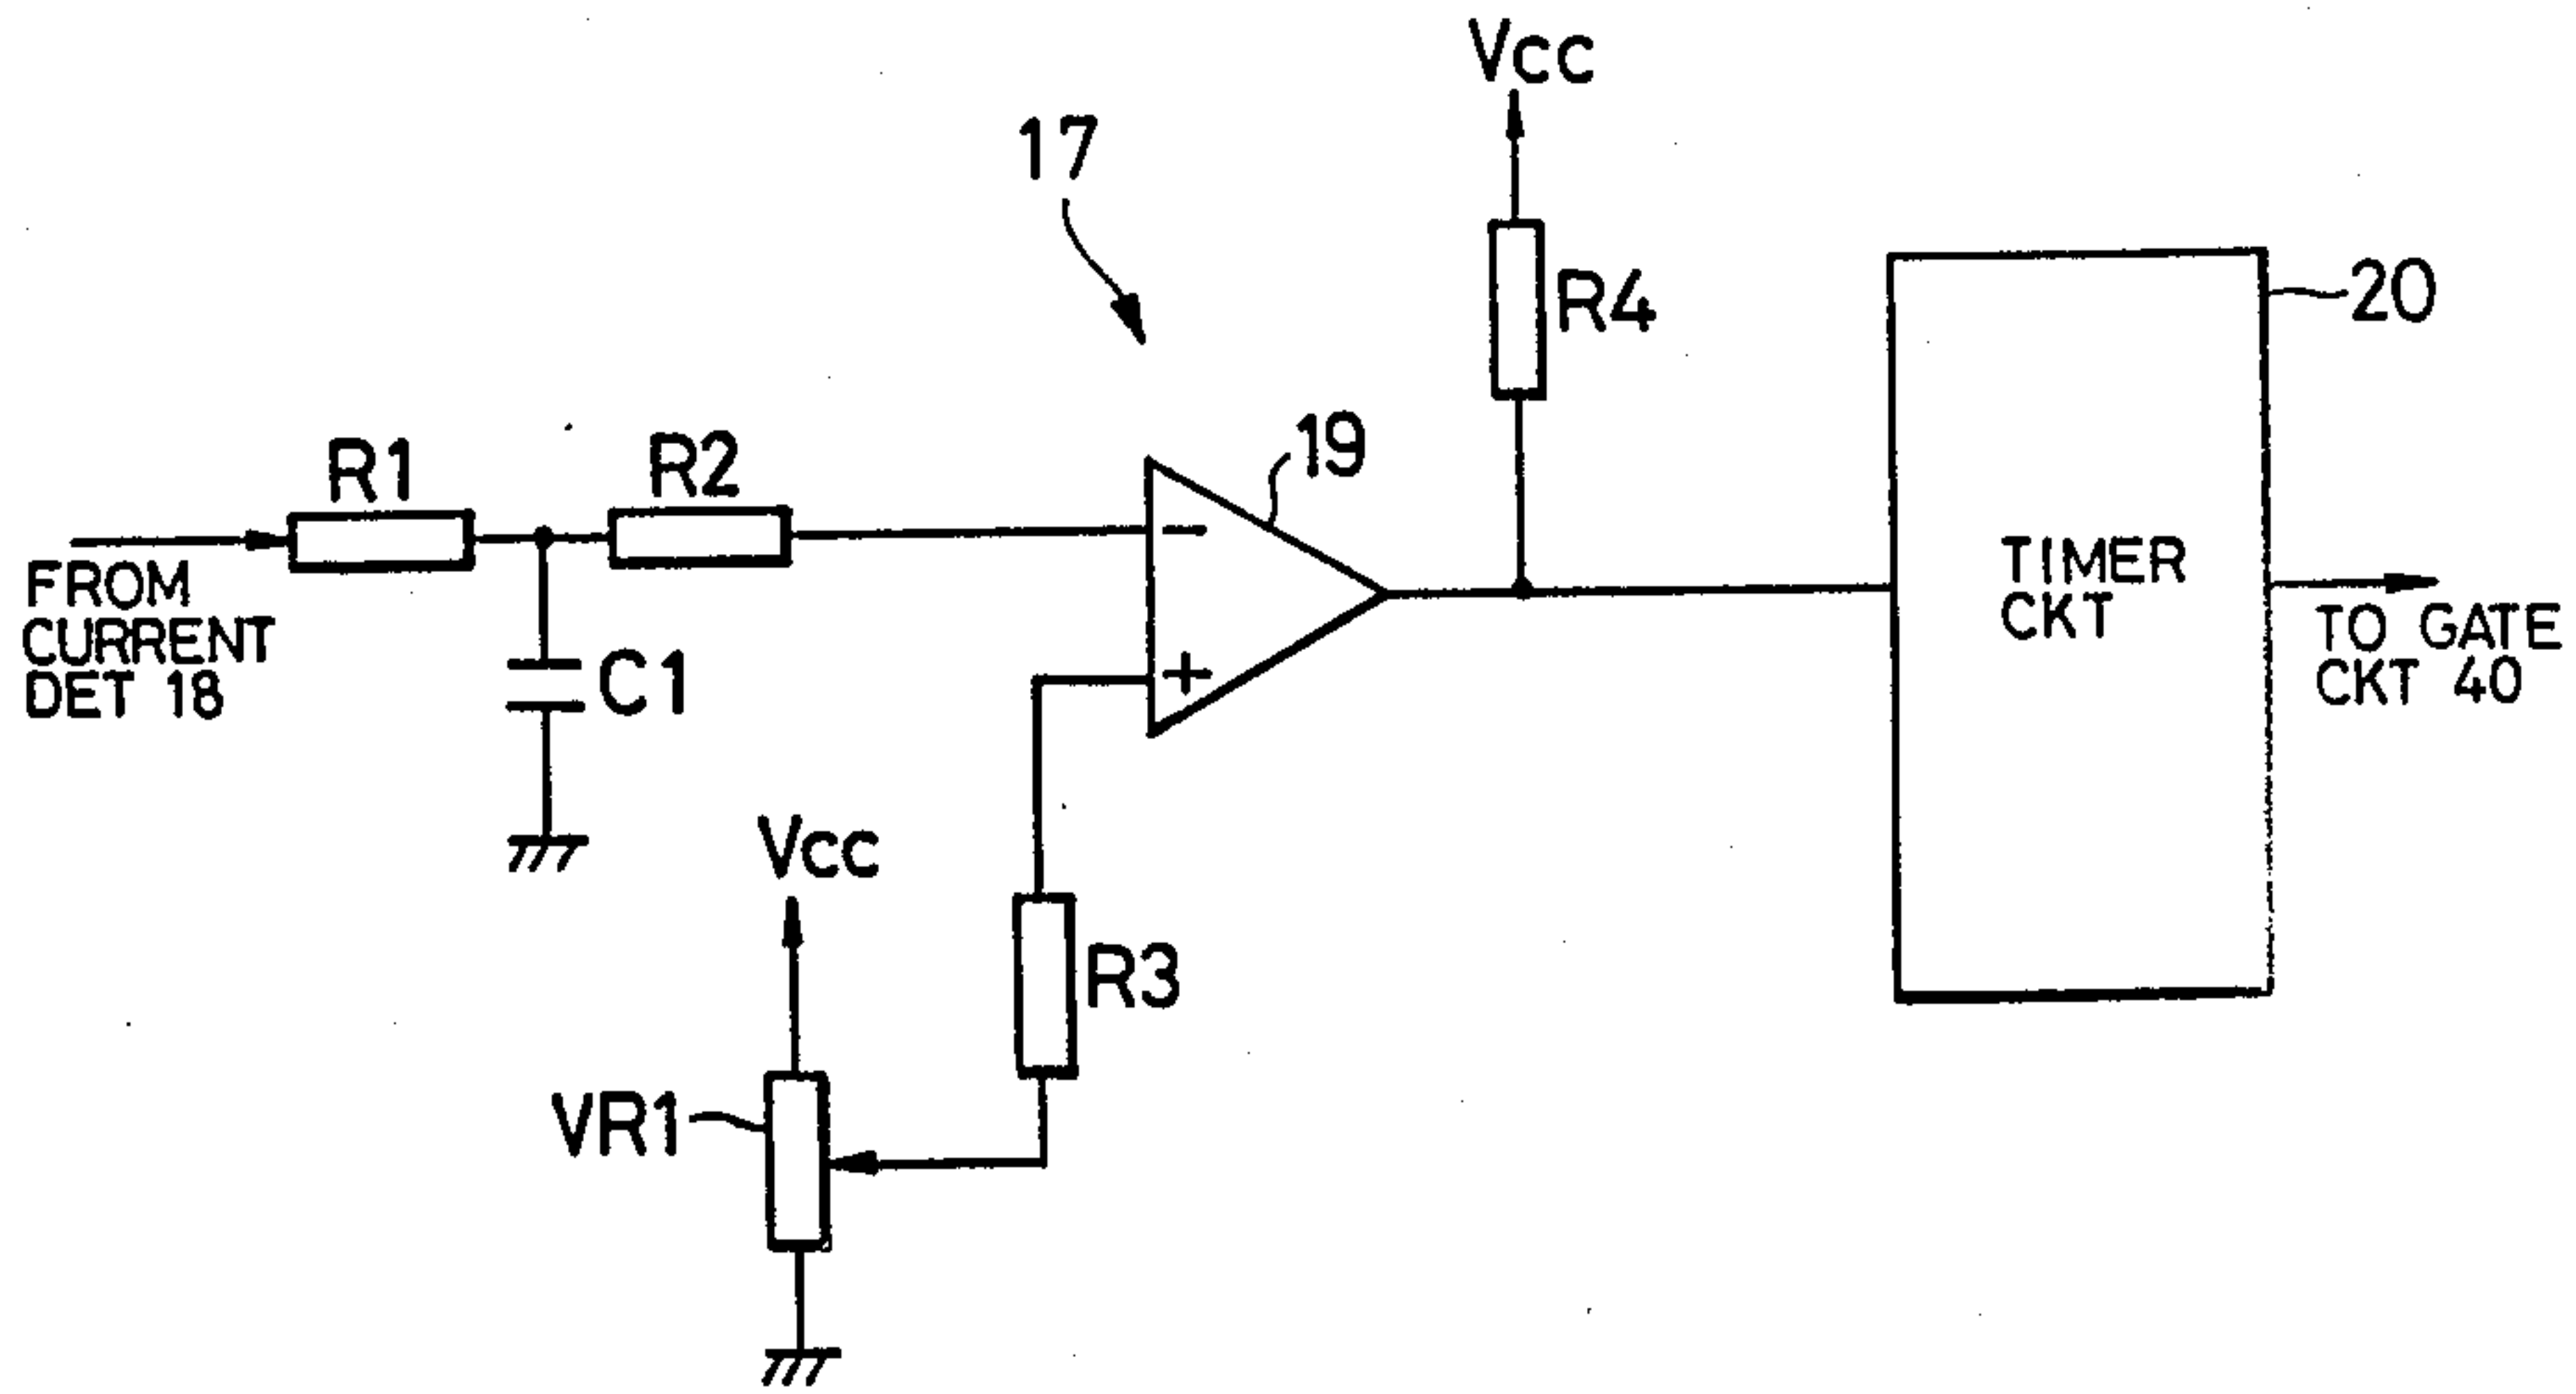 Vcc
17
R4
20
19
R1
R2
FROM
CURRENT
DET 18
C1
−
+
TIMER
CKT
TO GATE
CKT 40
Vcc
R3
VR1